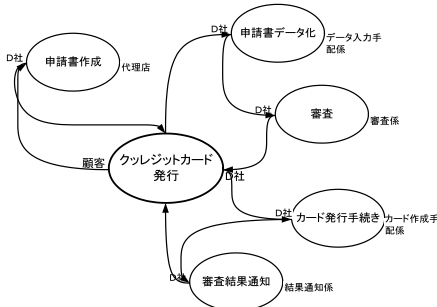 D社
申請書データ化
データ入力手
配係
D社
申請書作成
代理店
D社
審査
審査係
顧客
クッレジットカード
発行
D社
D社
カード発行手続き
カード作成手
配係
D社
審査結果通知
結果通知係